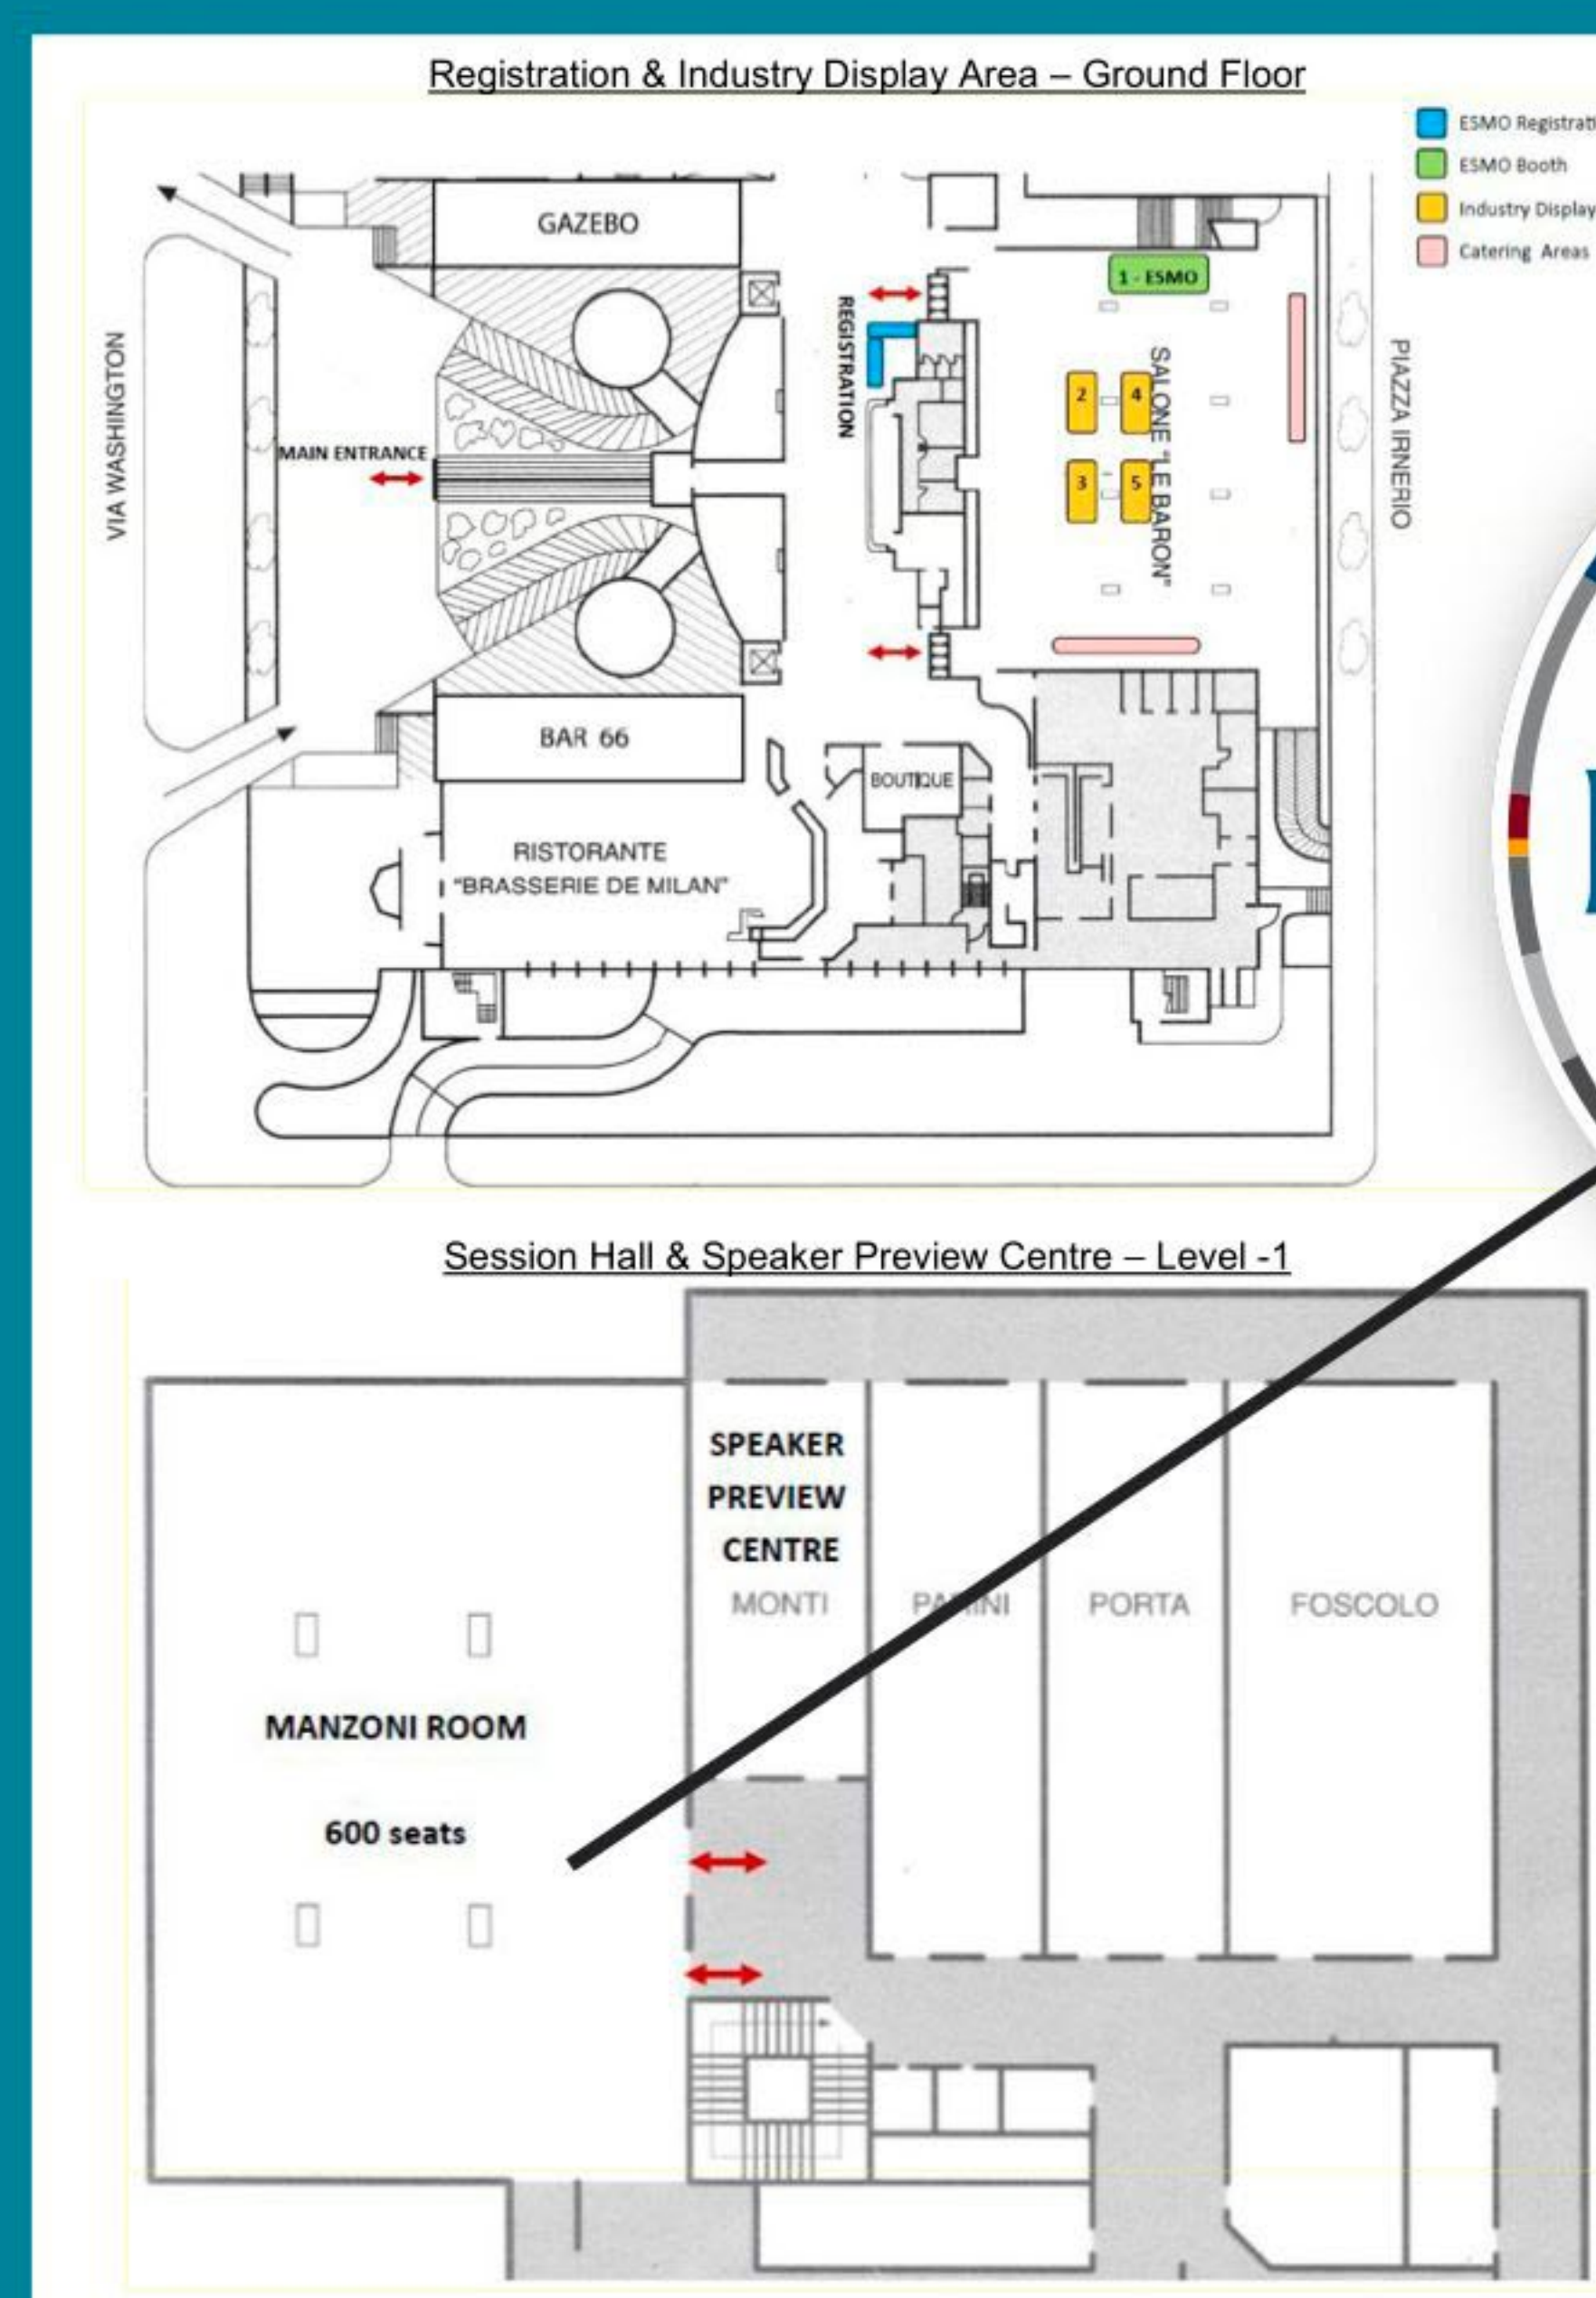 Registration & Industry Display Area – Ground Floor
ESMO Registrati
ESMO Booth
Industry Display
Catering Areas
GAZEBO
1 - ESMO
REGISTRATION
VIA WASHINGTON
MAIN ENTRANCE
2
4
3
5
SALONE "LE BARON"
PIAZZA IRNERIO
BAR 66
BOUTIQUE
RISTORANTE
"BRASSERIE DE MILAN"
Session Hall & Speaker Preview Centre – Level -1
SPEAKER
PREVIEW
CENTRE
MONTI
PARINI
PORTA
FOSCOLO
MANZONI ROOM
600 seats